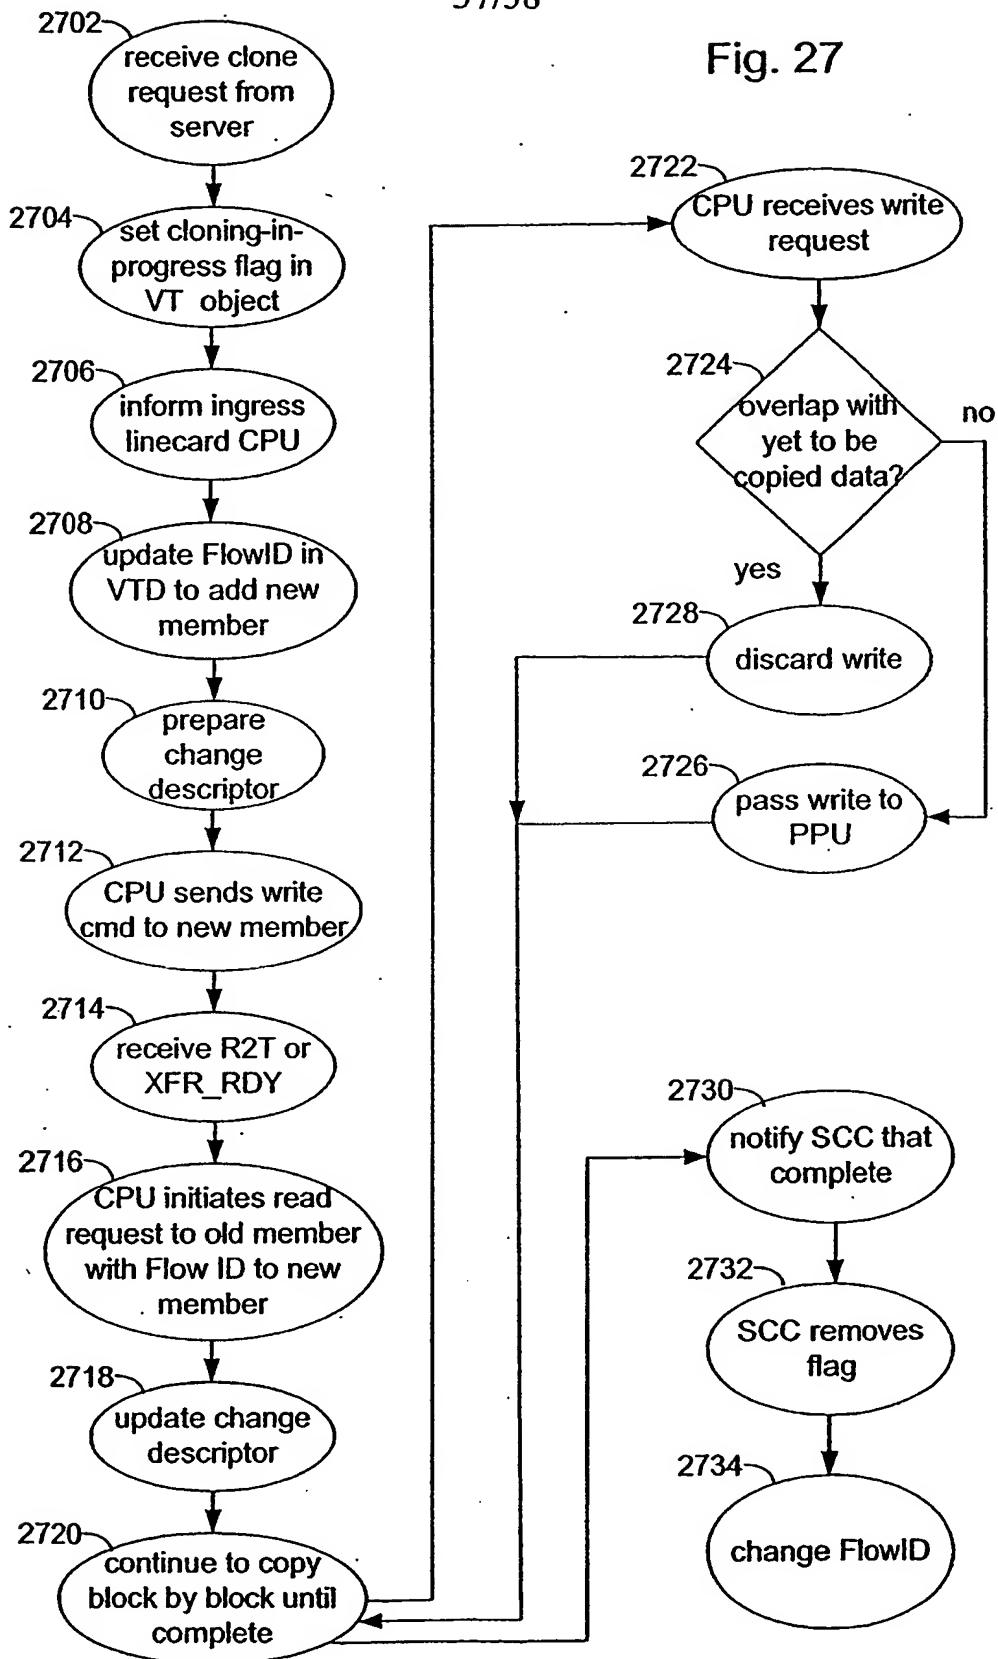 Fig. 27
2702
receive clone
request from
server
2704
set cloning-in-
progress flag in
VT object
2706
inform ingress
linecard CPU
2708
update FlowID in
VTD to add new
member
2710
prepare
change
descriptor
2712
CPU sends write
cmd to new member
2714
receive R2T or
XFR_RDY
2716
CPU initiates read
request to old member
with Flow ID to new
member
2718
update change
descriptor
2720
continue to copy
block by block until
complete
2722
CPU receives write
request
2724
overlap with
yet to be
copied data?
no
yes
2728
discard write
2726
pass write to
PPU
2730
notify SCC that
complete
2732
SCC removes
flag
2734
change FlowID